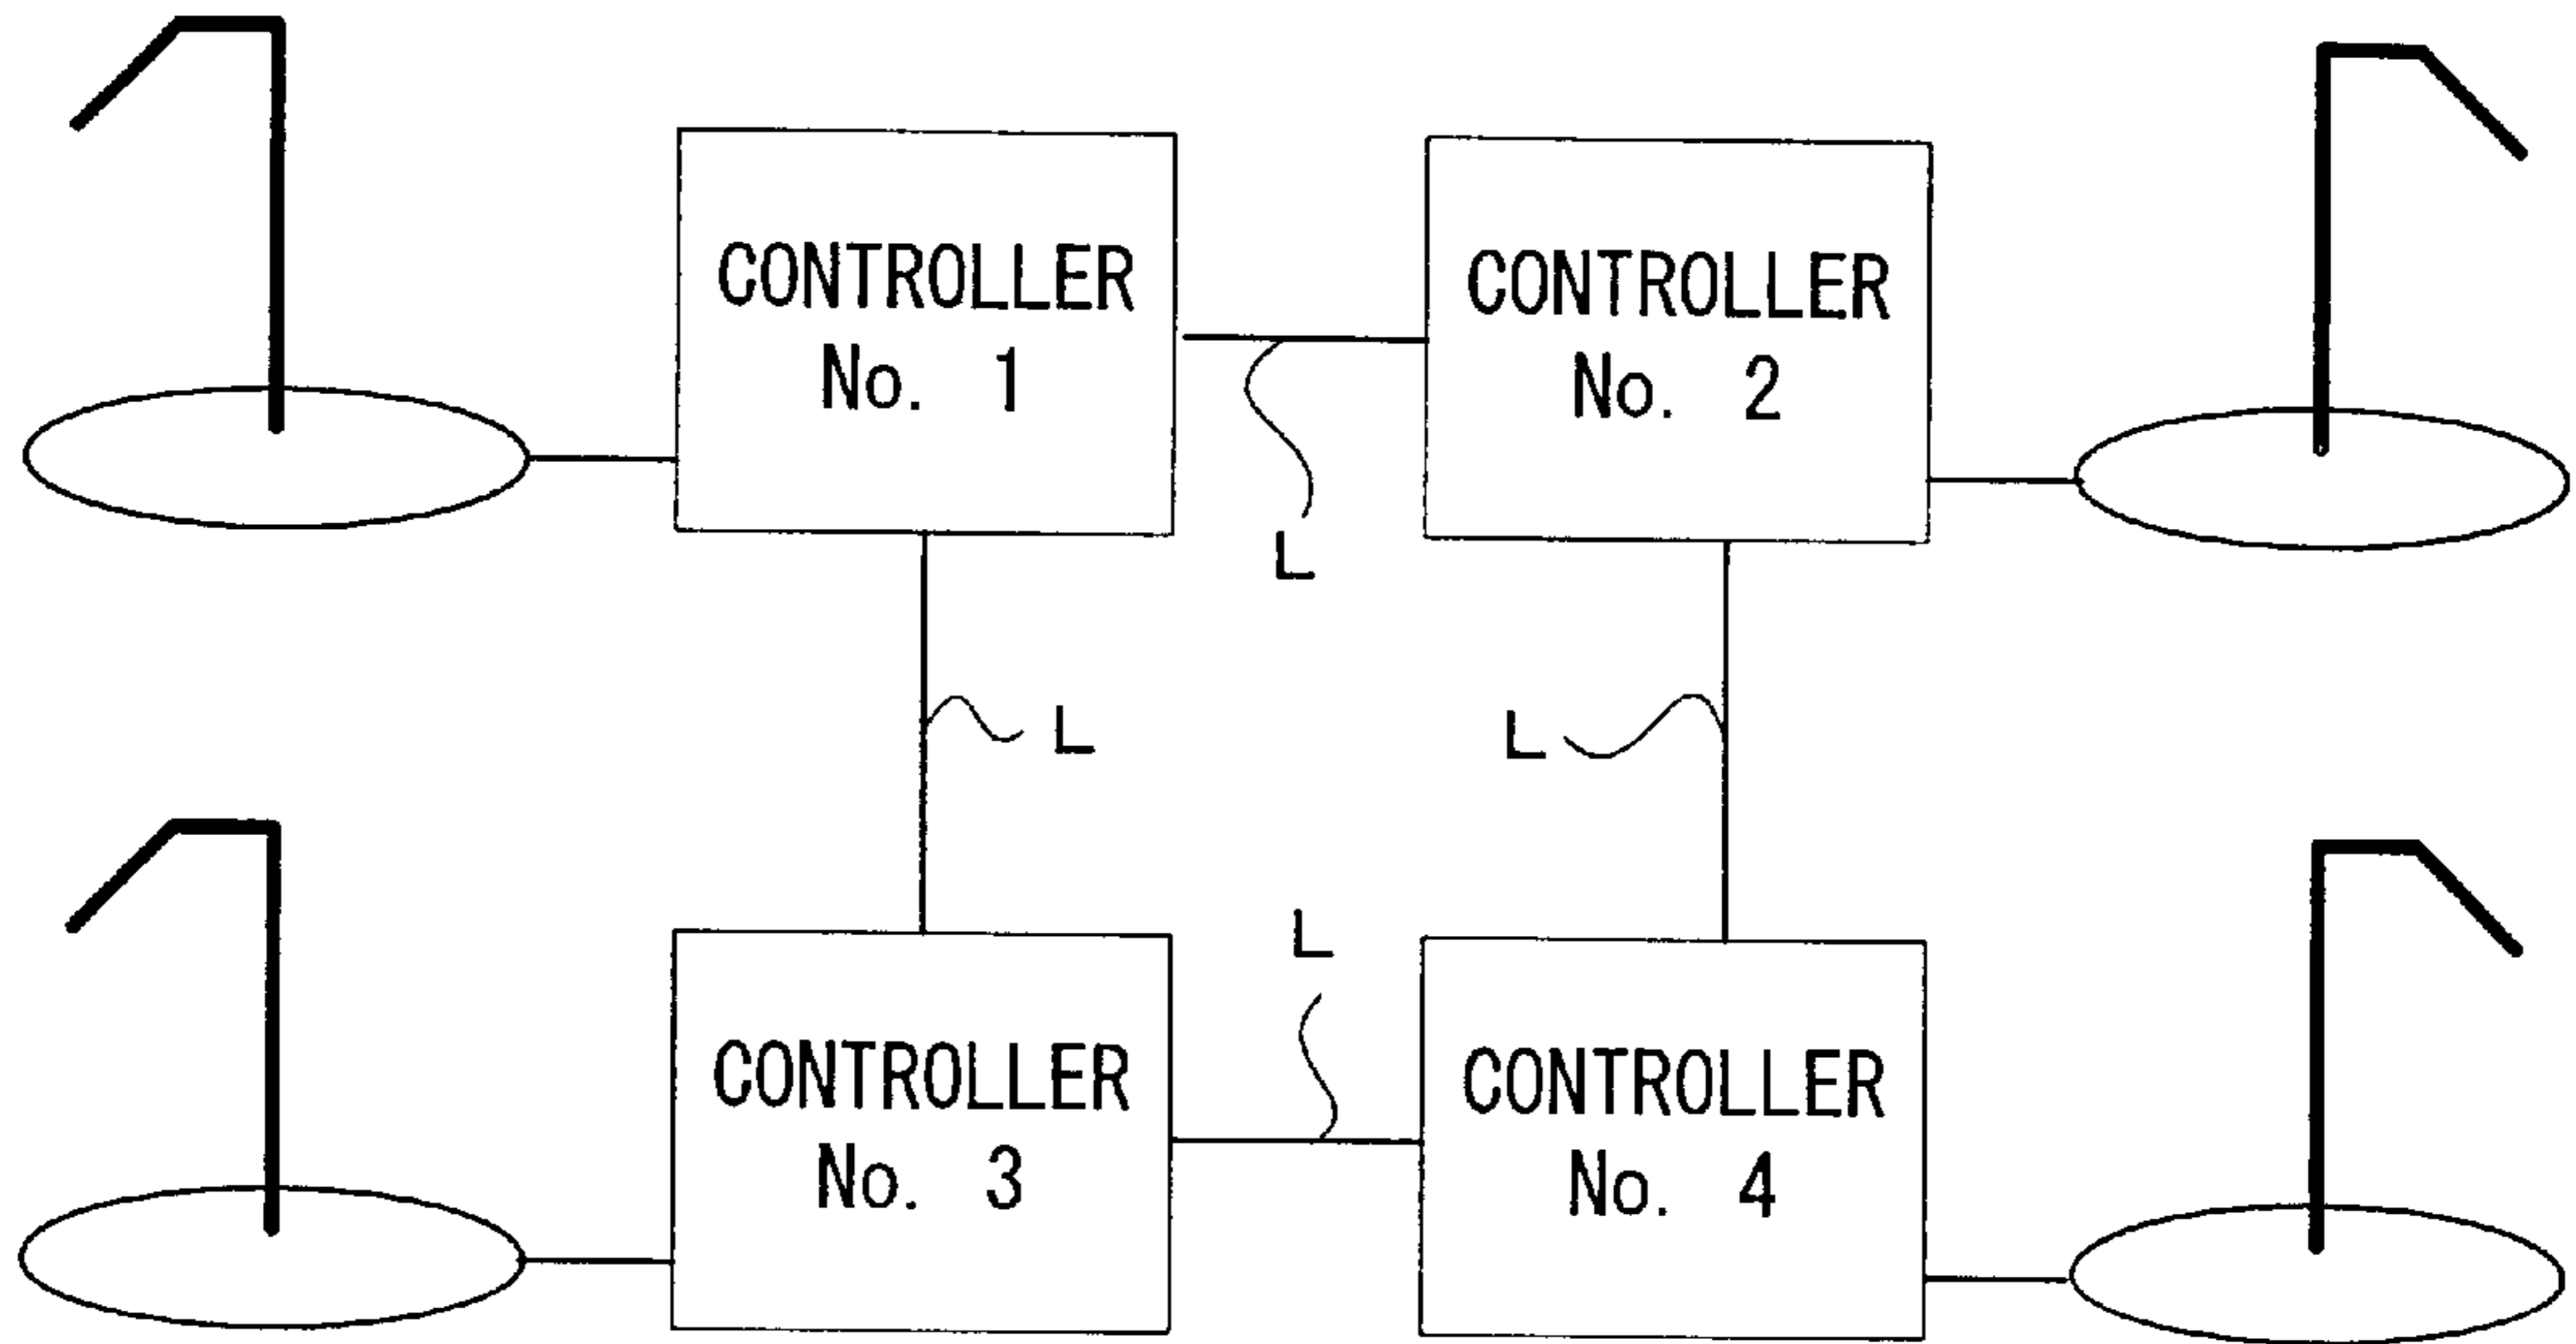 CONTROLLER
No. 1
CONTROLLER
No. 2
L
L
L
L
CONTROLLER
No. 3
CONTROLLER
No. 4